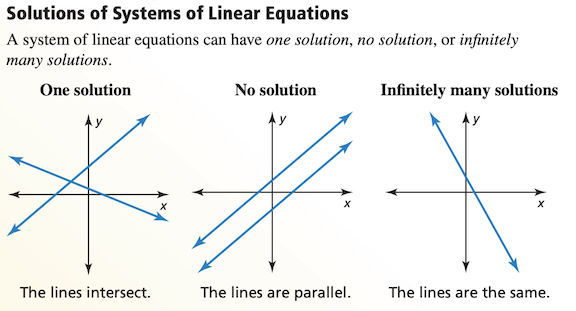 Solutions of Systems of Linear Equations
A system of linear equations can have one solution, no solution, or infinitely
many solutions.
One solution No solution Infinitely many solutions
y y y
x x x
The lines intersect. The lines are parallel. The lines are the same.